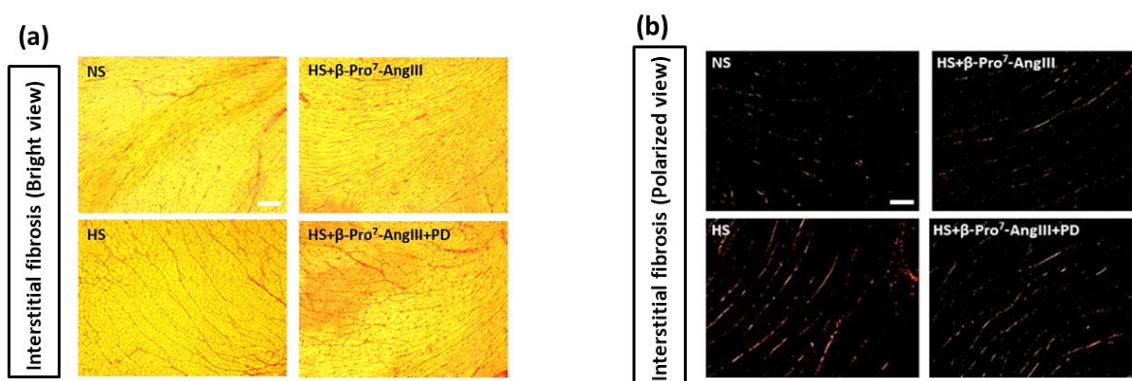 (a)
Interstitial fibrosis (Bright view)
NS
HS+β-Pro⁷-AngIII
HS
HS+β-Pro⁷-AngIII+PD
(b)
Interstitial fibrosis (Polarized view)
NS
HS+β-Pro⁷-AngIII
HS
HS+β-Pro⁷-AngIII+PD